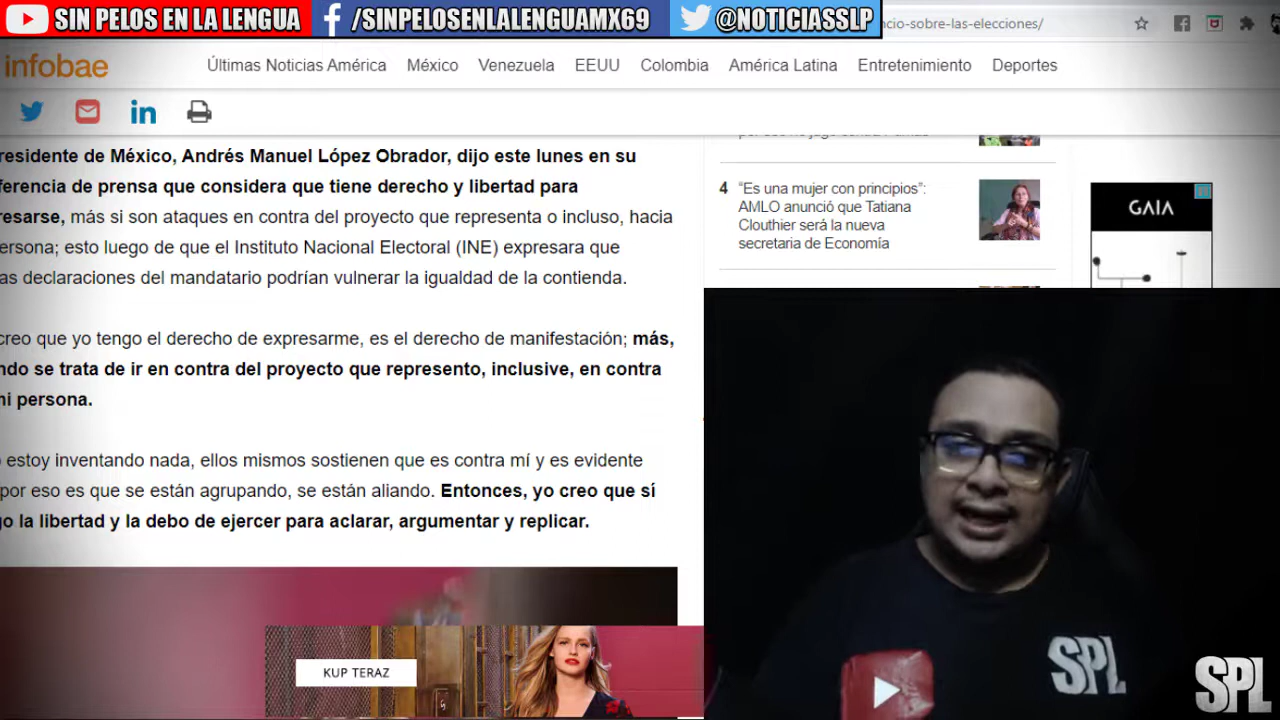 SIN PELOS EN LA LENGUA
/SINPELOSENLALENGUAMX69
@NOTICIASSLP
ncio-sobre-las-elecciones/
infobae
Últimas Noticias América
México
Venezuela
EEUU
Colombia
América Latina
Entretenimiento
Deportes
residente de México, Andrés Manuel López Obrador, dijo este lunes en su
ferencia de prensa que considera que tiene derecho y libertad para
resarse, más si son ataques en contra del proyecto que representa o incluso, hacia
ersona; esto luego de que el Instituto Nacional Electoral (INE) expresara que
as declaraciones del mandatario podrían vulnerar la igualdad de la contienda.
creo que yo tengo el derecho de expresarme, es el derecho de manifestación; más,
ndo se trata de ir en contra del proyecto que represento, inclusive, en contra
mi persona.
estoy inventando nada, ellos mismos sostienen que es contra mí y es evidente
por eso es que se están agrupando, se están aliando. Entonces, yo creo que sí
go la libertad y la debo de ejercer para aclarar, argumentar y replicar.
4
“Es una mujer con principios”:
AMLO anunció que Tatiana
Clouthier será la nueva
secretaria de Economía
GAIA
KUP TERAZ
SPL
SPL